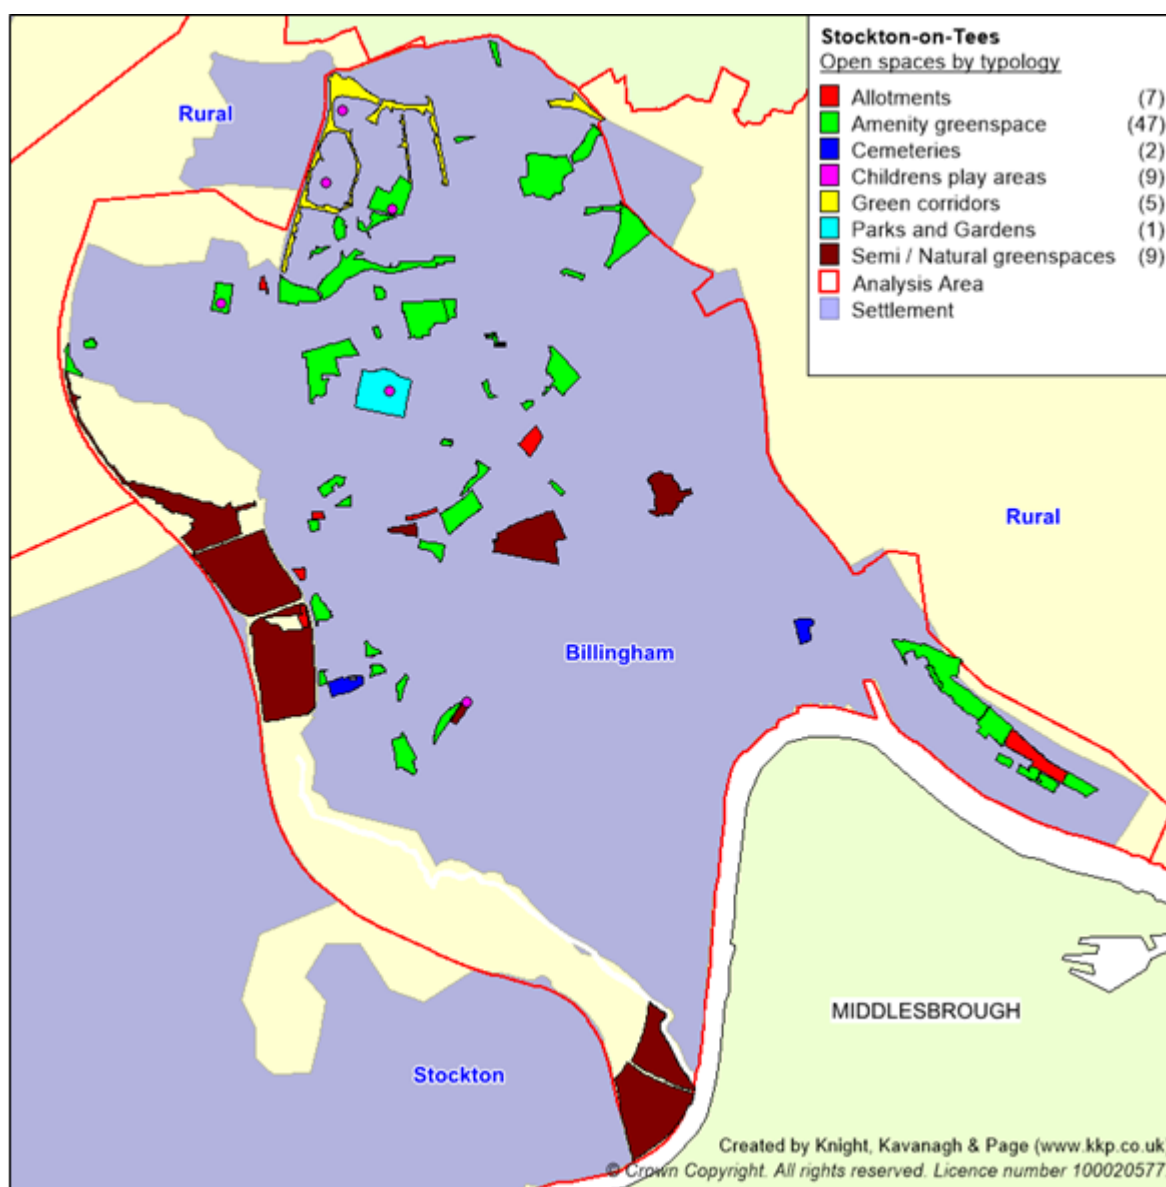 Stockton-on-Tees
Open spaces by typology
Allotments (7)
Amenity greenspace (47)
Cemeteries (2)
Childrens play areas (9)
Green corridors (5)
Parks and Gardens (1)
Semi / Natural greenspaces (9)
Analysis Area
Settlement
Rural
Rural
Billingham
MIDDLESBROUGH
Stockton
Created by Knight, Kavanagh & Page (www.kkp.co.uk
© Crown Copyright. All rights reserved. Licence number 100020577